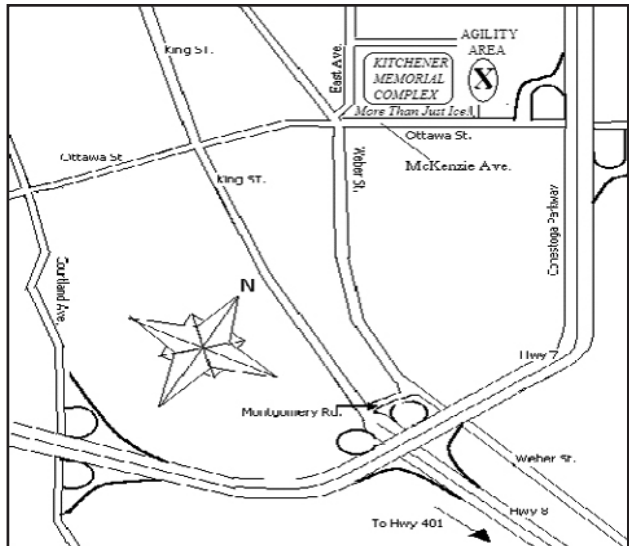 King ST.
East Ave.
AGILITY
AREA
KITCHENER
MEMORIAL
COMPLEX
X
More Than Just Ice!
Ottawa St.
McKenzie Ave.
Ottawa St
King ST.
Weber St.
Conestoga Parkway
Courtland Ave.
N
Hwy 7
Montgomery Rd.
Weber St.
Hwy 8
To Hwy 401